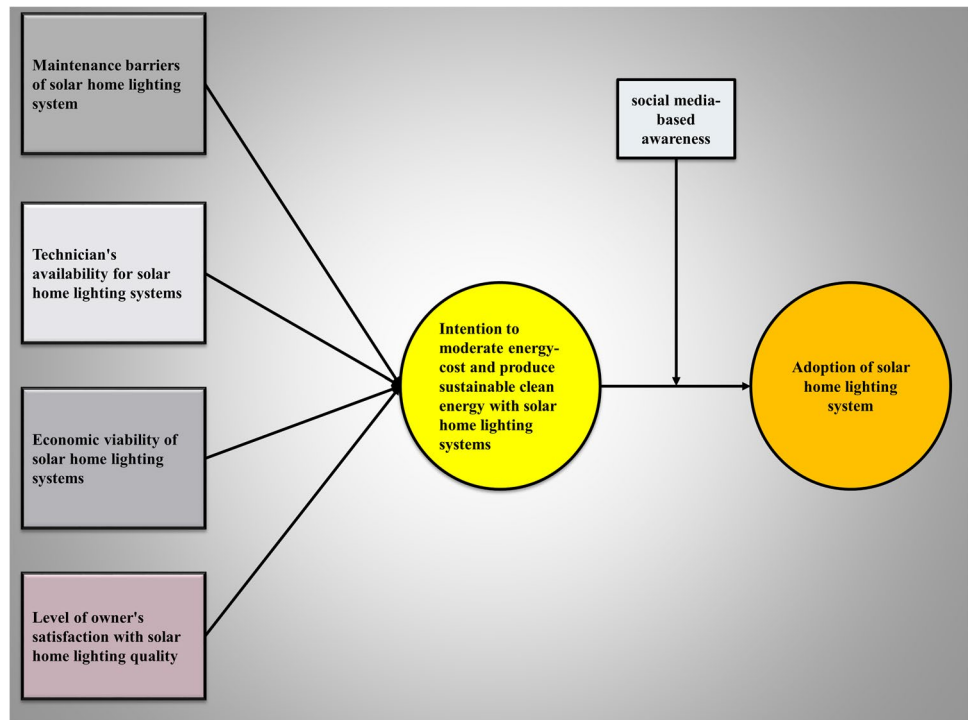 Maintenance barriers
of solar home lighting
system
social media-
based
awareness
Technician's
availability for solar
home lighting systems
Intention to
moderate energy-
cost and produce
sustainable clean
energy with solar
home lighting
systems
Adoption of solar
home lighting
system
Economic viability of
solar home lighting
systems
Level of owner's
satisfaction with solar
home lighting quality